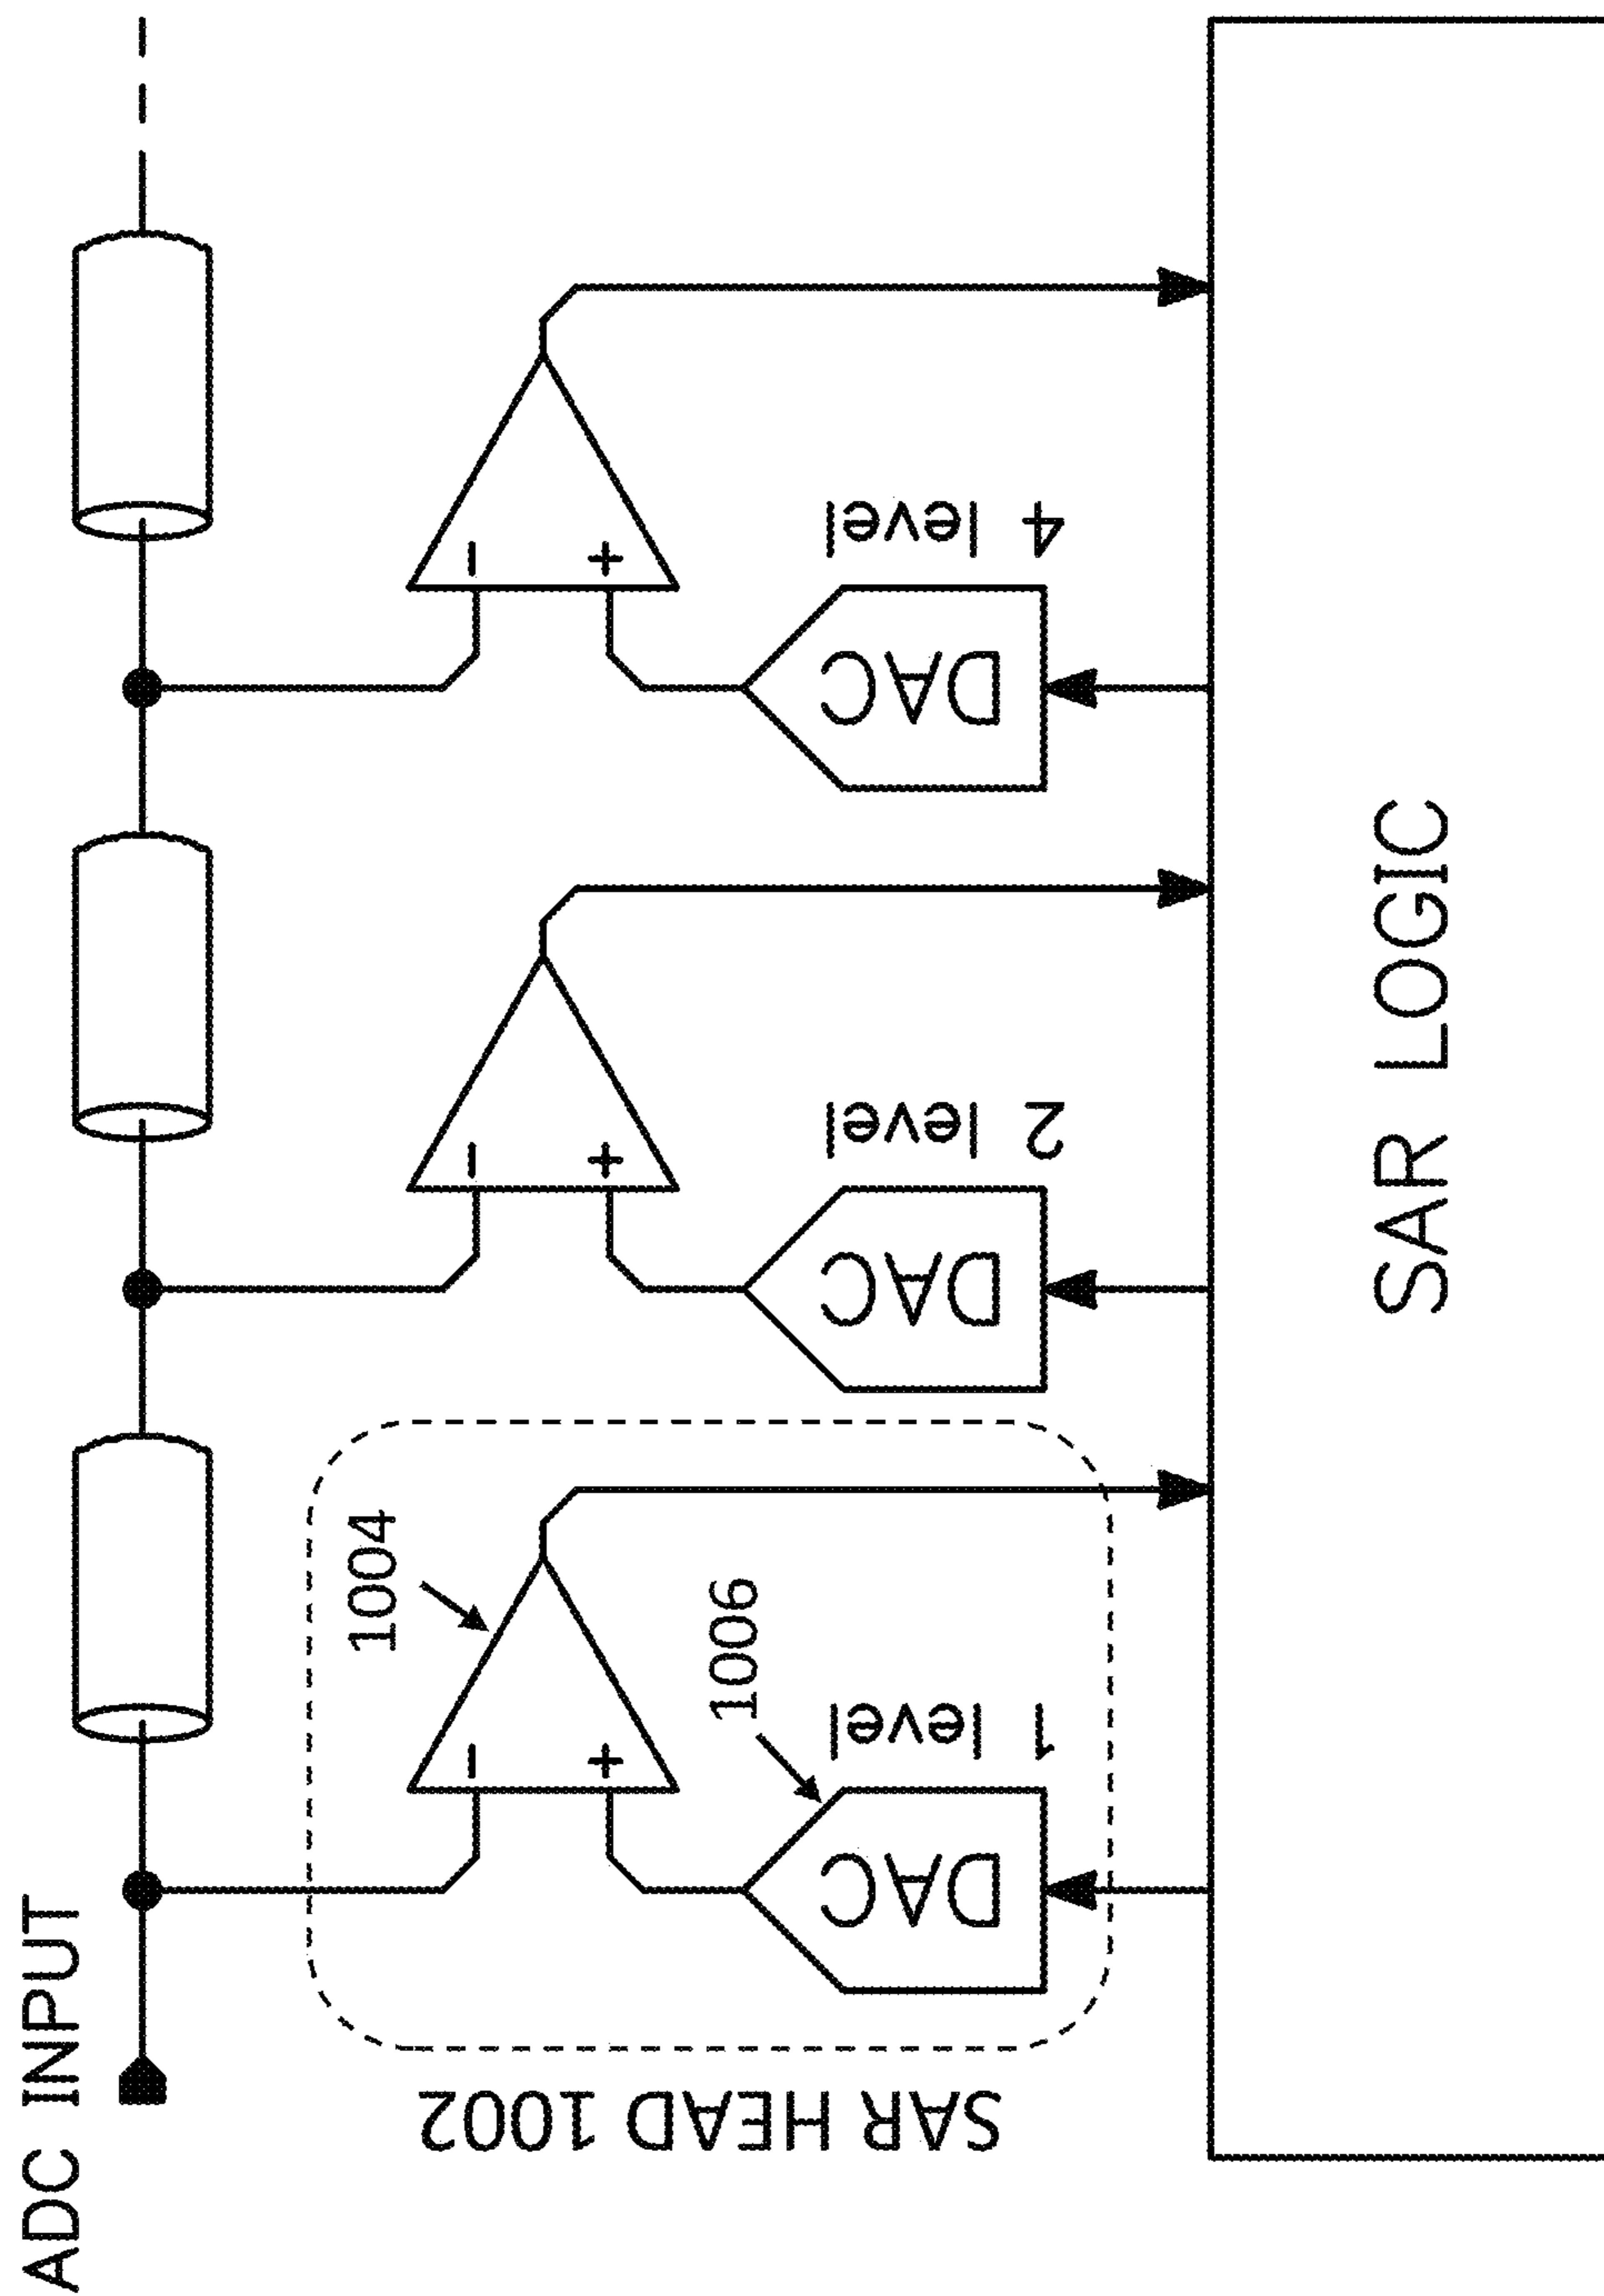 ADC INPUT
SAR HEAD 1002
1004
1006
−
+
DAC
1 level
−
+
DAC
2 level
−
+
DAC
4 level
SAR LOGIC